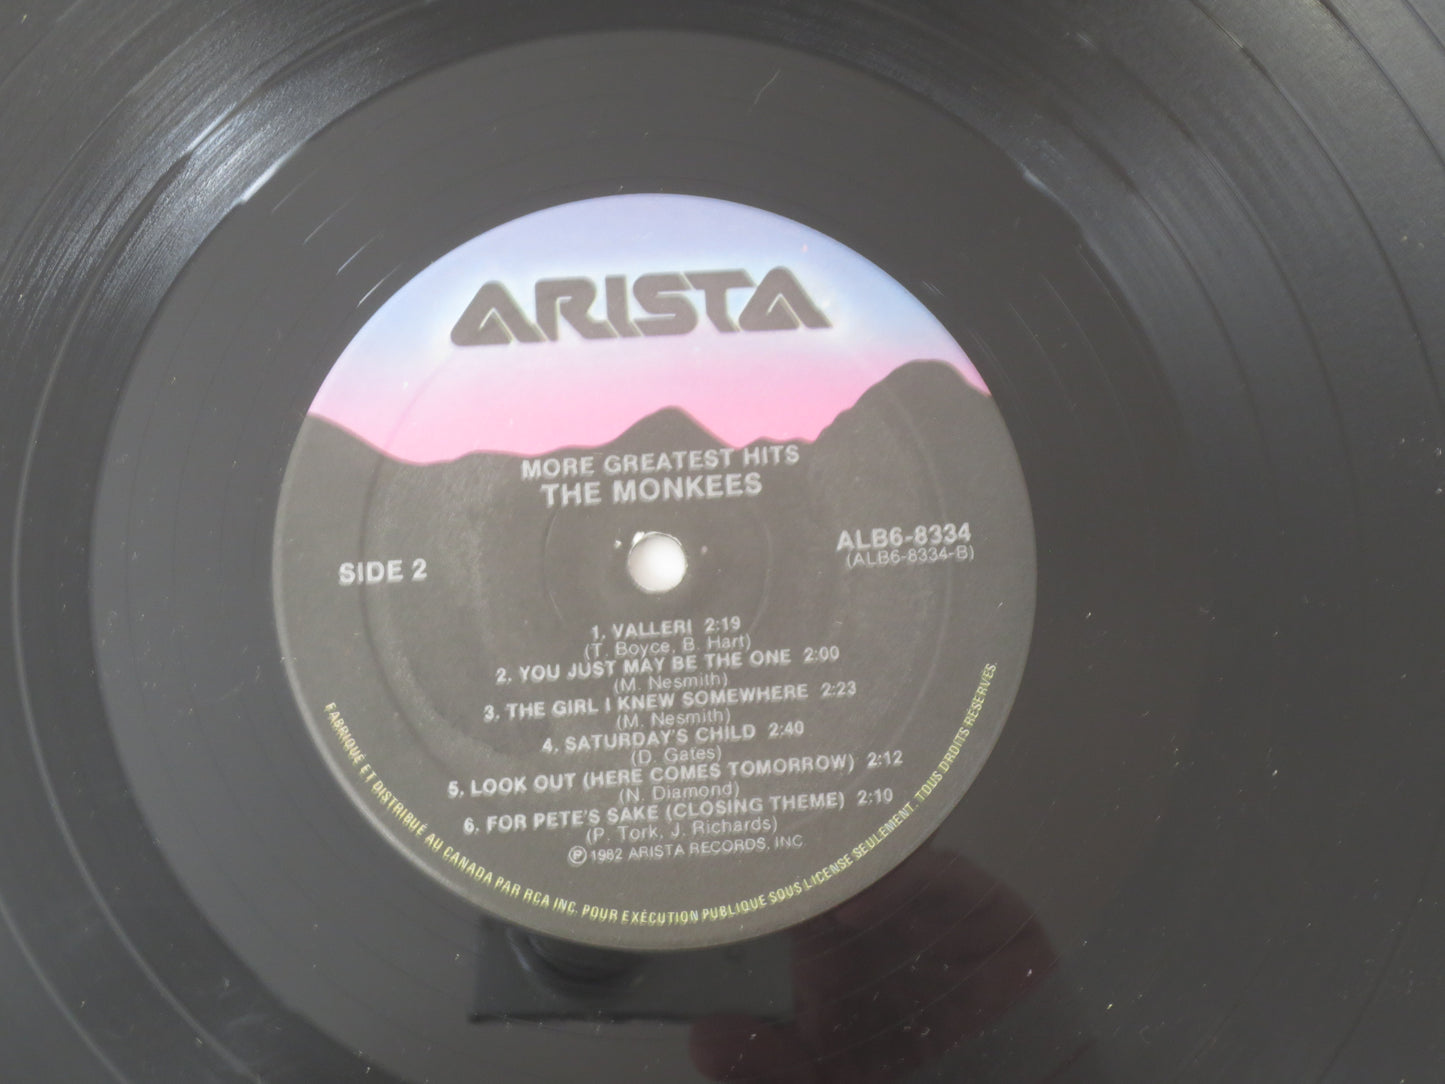 ARISTA
MORE GREATEST HITS
THE MONKEES
SIDE 2
ALB6-8334
(ALB6-8334-B)
1. VALLERI 2:19
(T. Boyce, B. Hart)
2. YOU JUST MAY BE THE ONE 2:00
(M. Nesmith)
3. THE GIRL I KNEW SOMEWHERE 2:23
(M. Nesmith)
4. SATURDAY'S CHILD 2:40
(D. Gates)
5. LOOK OUT (HERE COMES TOMORROW) 2:12
(N. Diamond)
6. FOR PETE'S SAKE (CLOSING THEME) 2:10
(P. Tork, J. Richards)
Ⓟ 1982 ARISTA RECORDS, INC
FABRIQUÉ ET DISTRIBUÉ AU CANADA PAR RCA INC. POUR EXÉCUTION PUBLIQUE SOUS LICENSE SEULEMENT. TOUS DROITS RESERVÉS.